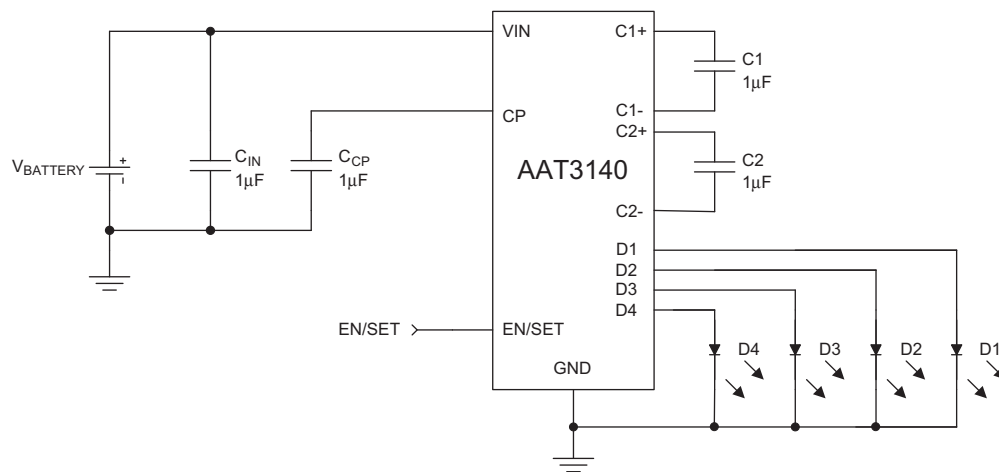 VIN
C1+
C1
1μF
C1-
CP
C2+
C2
1μF
C2-
AAT3140
VBATTERY
+
-
CIN
1μF
CCP
1μF
D1
D2
D3
D4
EN/SET
EN/SET
GND
D4
D3
D2
D1